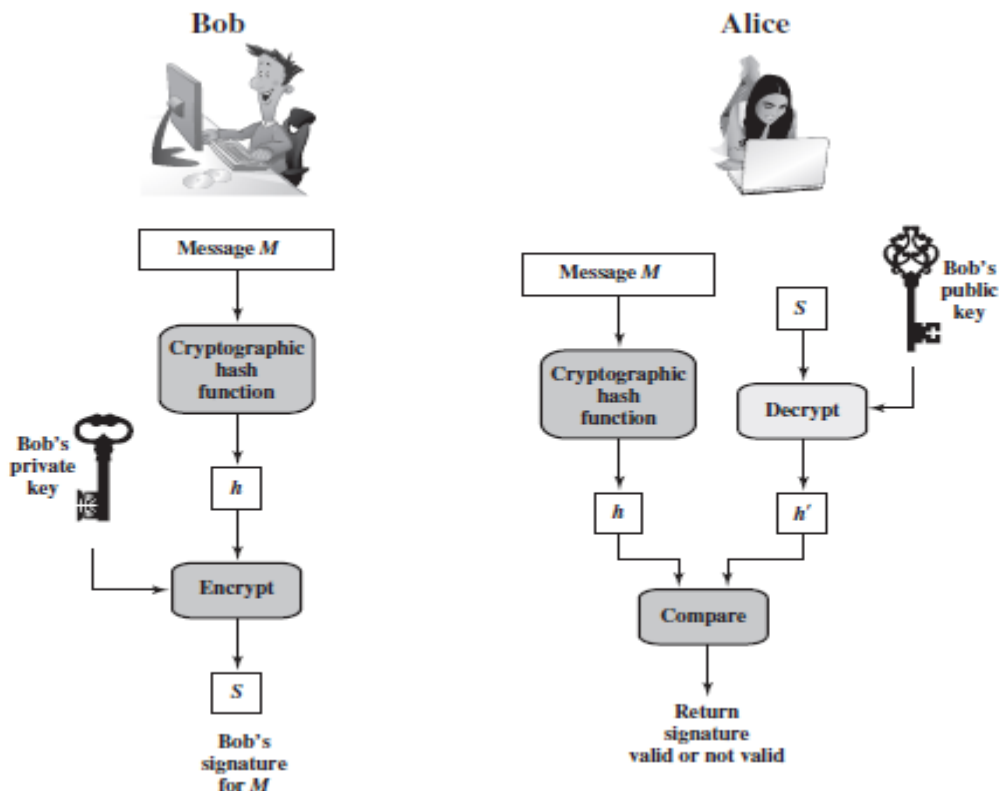 Bob
Message M
Cryptographic
hash
function
Bob's
private
key
h
Encrypt
S
Bob's
signature
for M
Alice
Message M
Bob's
public
key
S
Cryptographic
hash
function
Decrypt
h
h′
Compare
Return
signature
valid or not valid